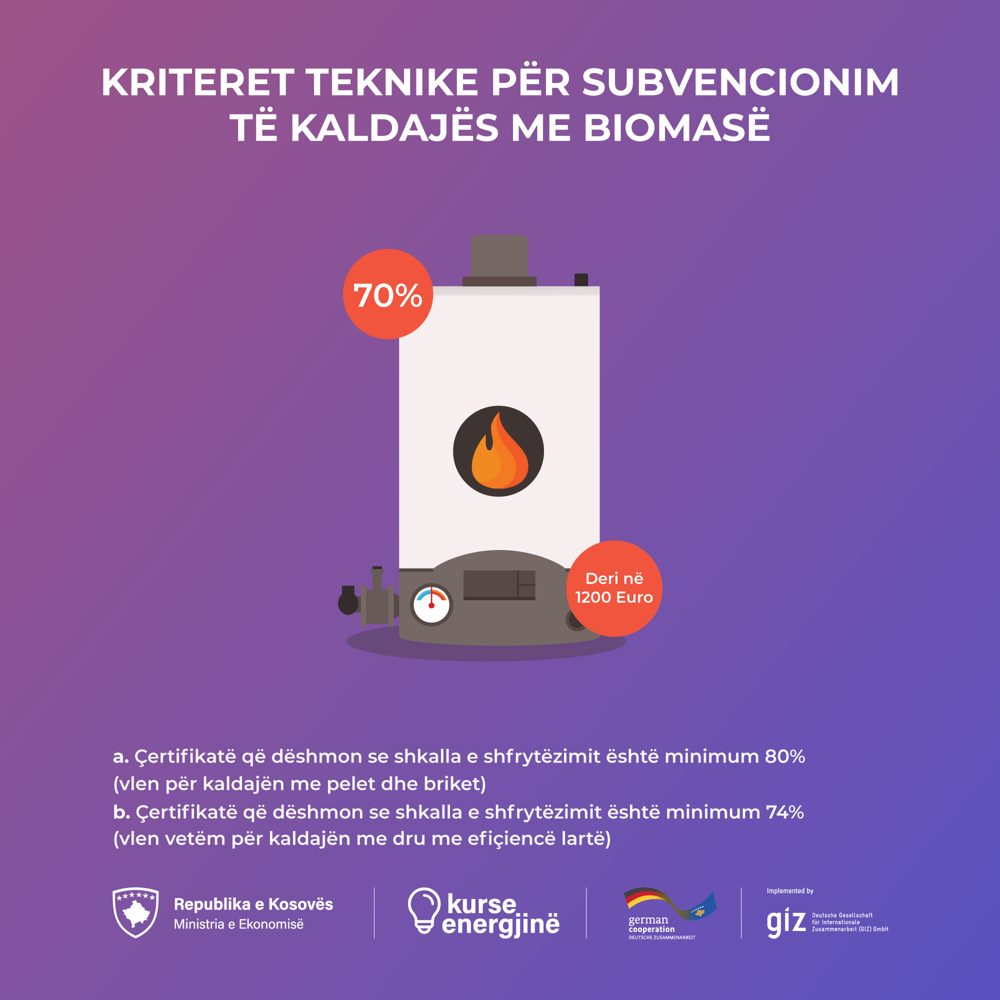 KRITERET TEKNIKE PËR SUBVENCIONIM
TË KALDAJËS ME BIOMASË
70%
Deri në
1200 Euro
a. Çertifikatë që dëshmon se shkalla e shfrytëzimit është minimum 80%
(vlen për kaldajën me pelet dhe briket)
b. Çertifikatë që dëshmon se shkalla e shfrytëzimit është minimum 74%
(vlen vetëm për kaldajën me dru me efiçiencë lartë)
Republika e Kosovës
Ministria e Ekonomisë
kurse
energjinë
german
cooperation
DEUTSCHE ZUSAMMENARBEIT
Implemented by
giz
Deutsche Gesellschaft
für Internationale
Zusammenarbeit (GIZ) GmbH